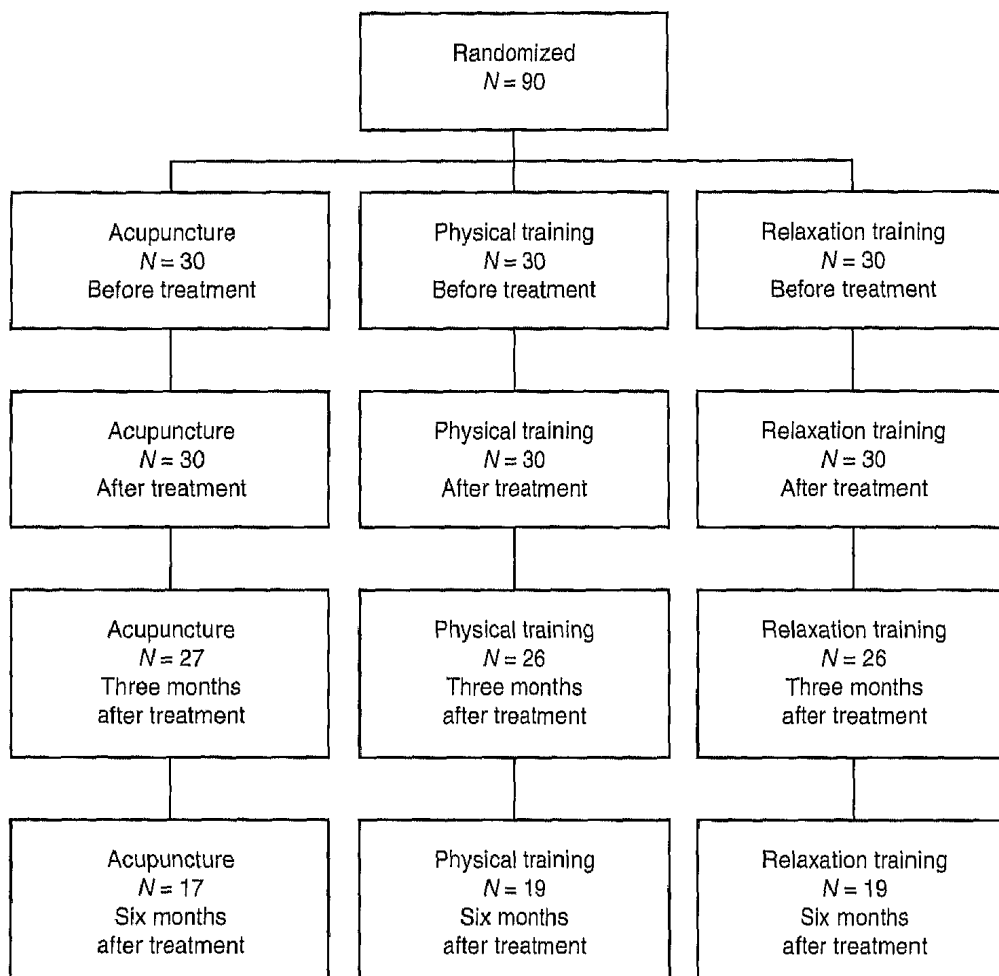 Randomized
N = 90
Acupuncture
N = 30
Before treatment
Physical training
N = 30
Before treatment
Relaxation training
N = 30
Before treatment
Acupuncture
N = 30
After treatment
Physical training
N = 30
After treatment
Relaxation training
N = 30
After treatment
Acupuncture
N = 27
Three months
after treatment
Physical training
N = 26
Three months
after treatment
Relaxation training
N = 26
Three months
after treatment
Acupuncture
N = 17
Six months
after treatment
Physical training
N = 19
Six months
after treatment
Relaxation training
N = 19
Six months
after treatment